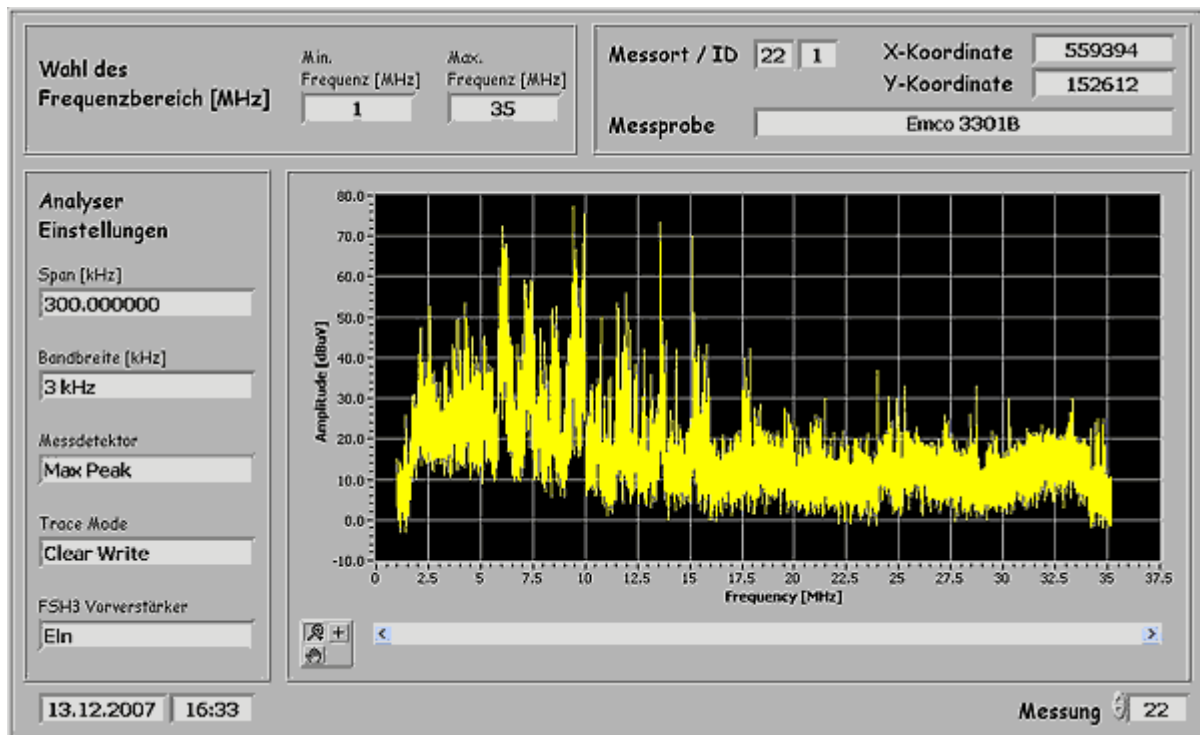 Wahl des
Frequenzbereich [MHz]
Min.
Frequenz [MHz]
1
Max.
Frequenz [MHz]
35
Messort / ID 22 1
X-Koordinate 559394
Y-Koordinate 152612
Messprobe Emco 3301B
Analyser
Einstellungen
Span [kHz]
300.000000
Bandbreite [kHz]
3 kHz
Messdetektor
Max Peak
Trace Mode
Clear Write
FSH3 Vorverstärker
EIn
Amplitude [dBuV]
80.0
70.0
60.0
50.0
40.0
30.0
20.0
10.0
0.0
-10.0
0 2.5 5 7.5 10 12.5 15 17.5 20 22.5 25 27.5 30 32.5 35 37.5
Frequency [MHz]
13.12.2007 16:33
Messung 22